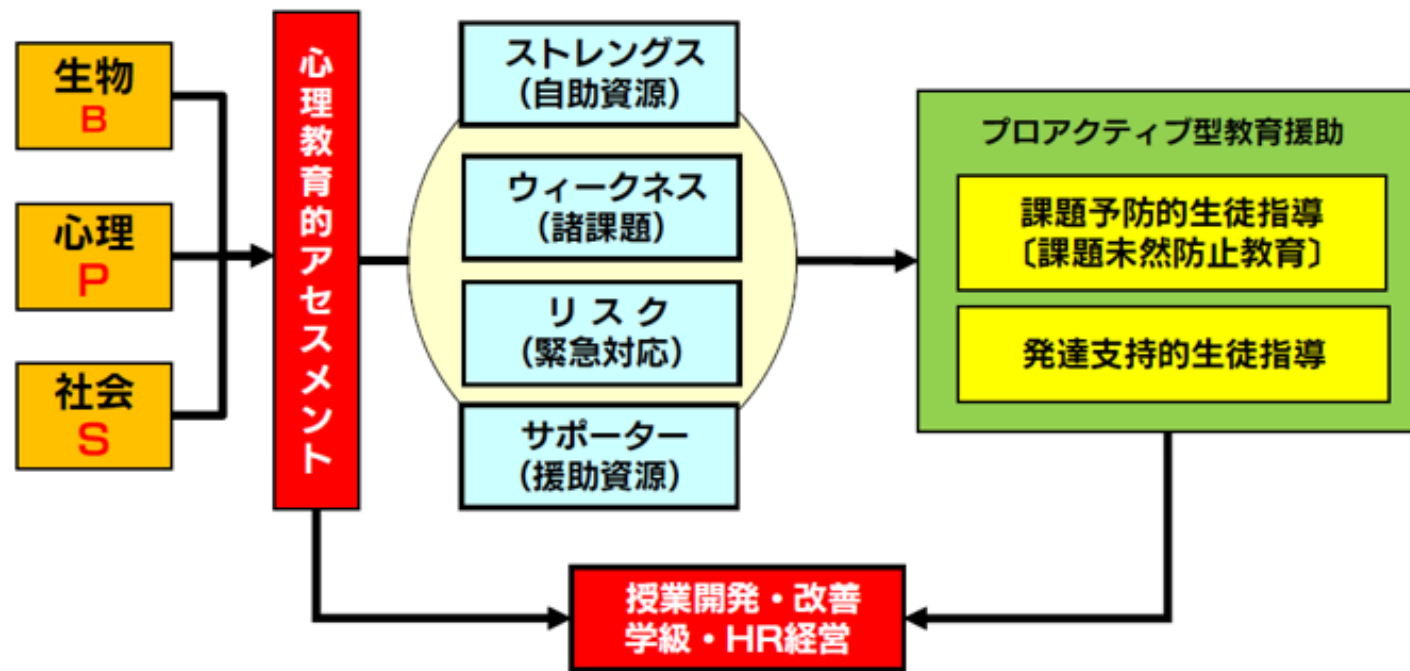 生物
B
心理
P
社会
S
心理教育的アセスメント
ストレングス
（自助資源）
ウィークネス
（諸課題）
リ ス ク
（緊急対応）
サポーター
（援助資源）
プロアクティブ型教育援助
課題予防的生徒指導
〔課題未然防止教育〕
発達支持的生徒指導
授業開発・改善
学級・HR経営